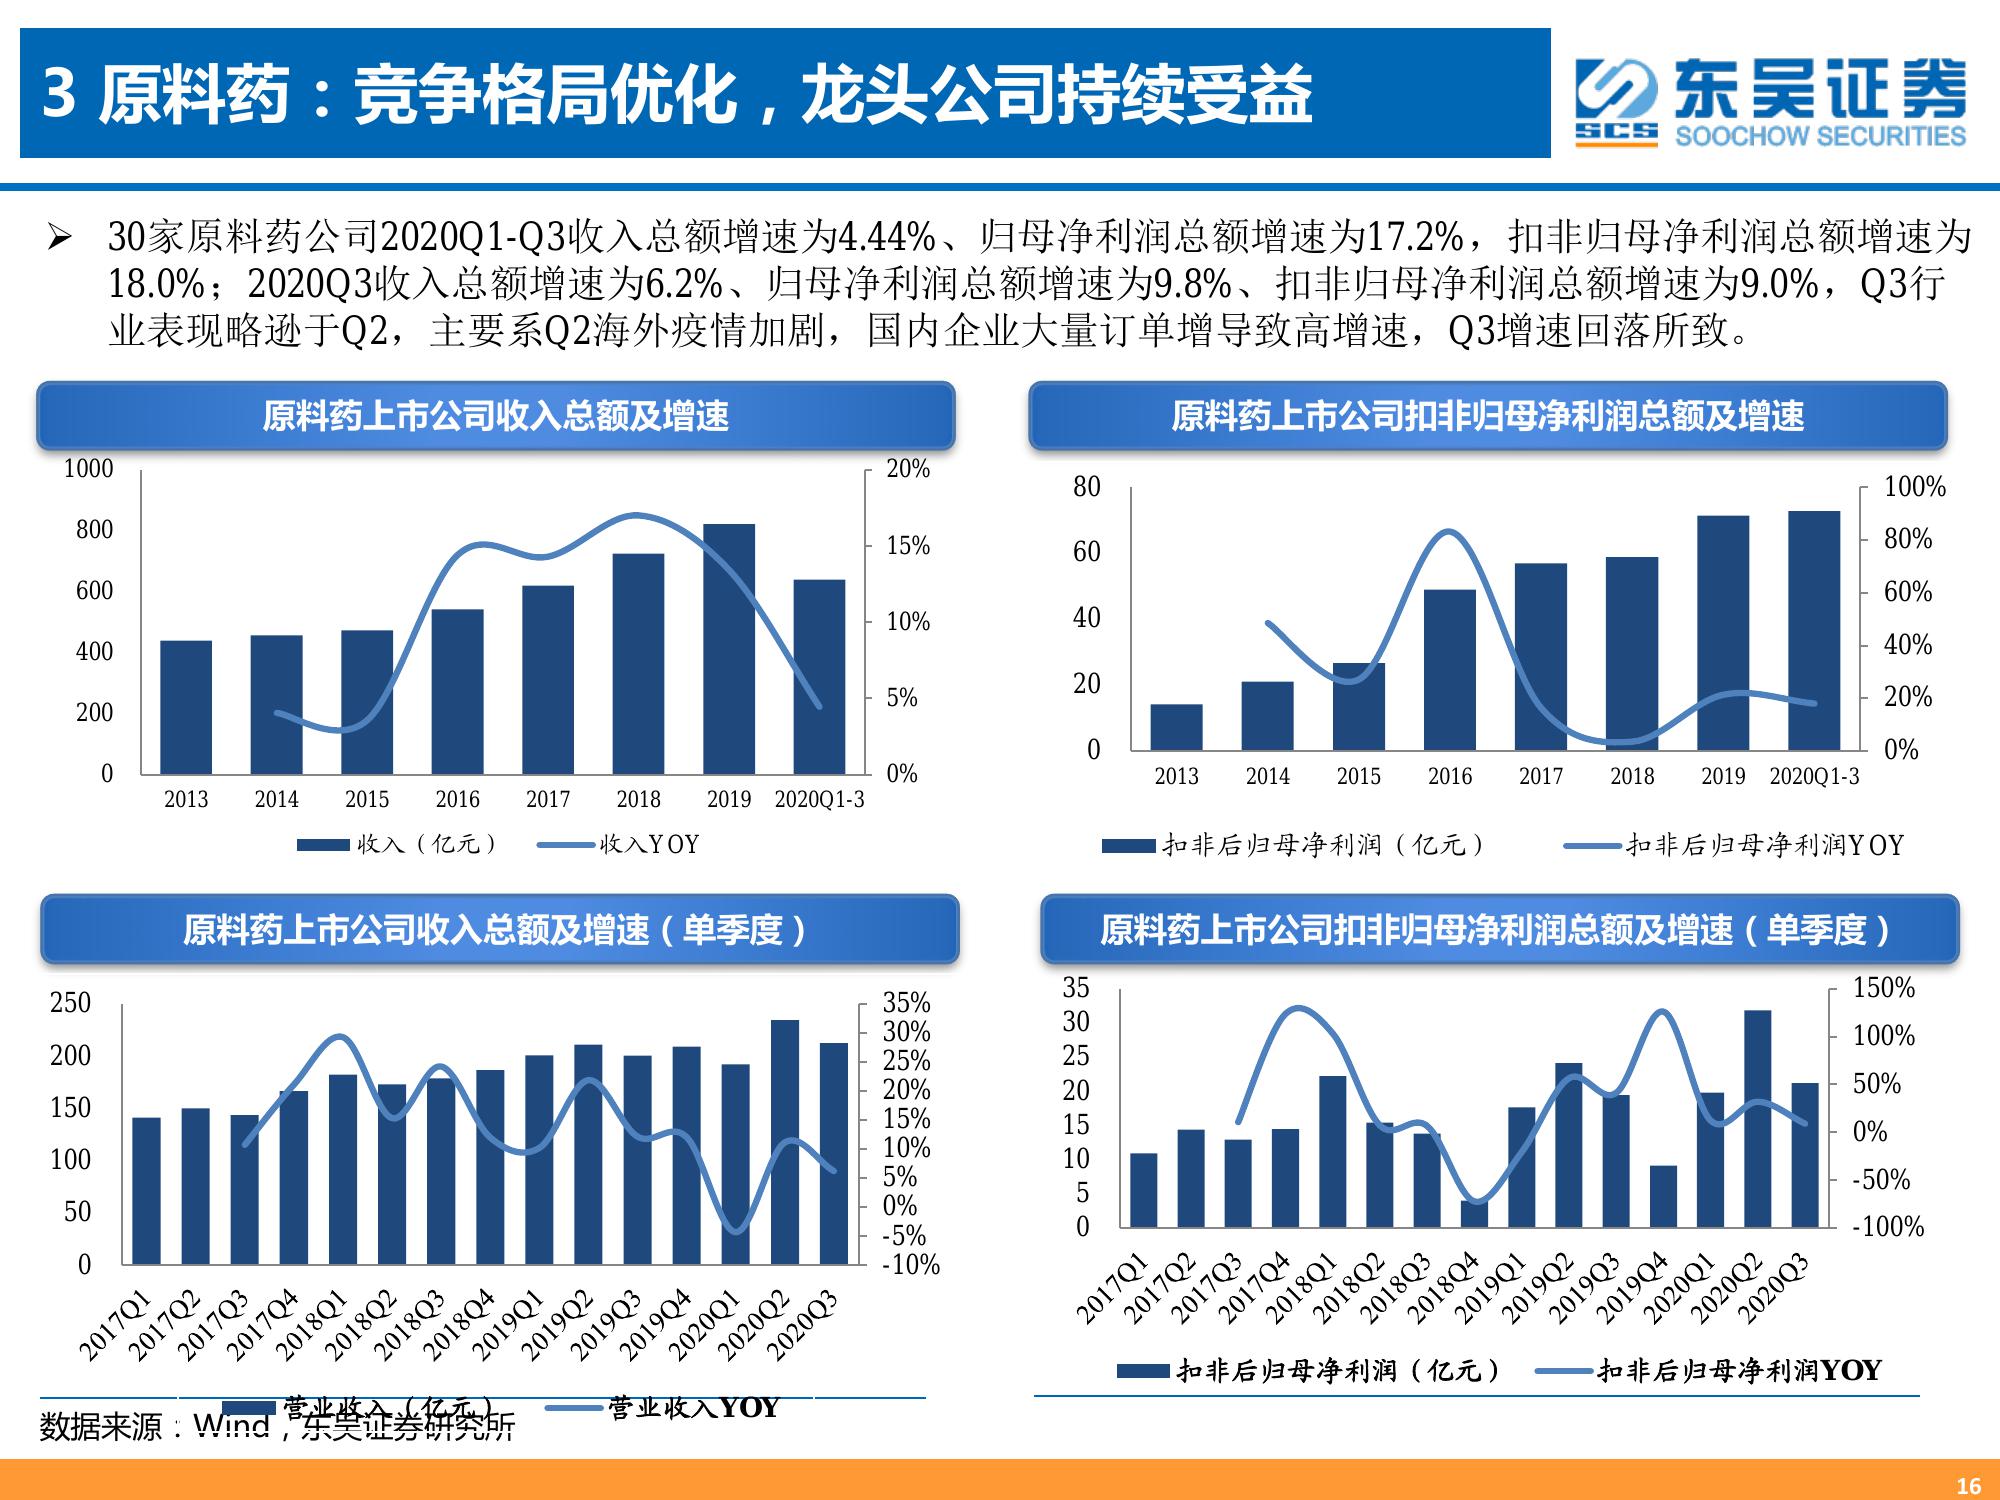 3 原料药：竞争格局优化，龙头公司持续受益
东吴证券
SCS
SOOCHOW SECURITIES
➢ 30家原料药公司2020Q1-Q3收入总额增速为4.44%、归母净利润总额增速为17.2%，扣非归母净利润总额增速为
18.0%；2020Q3收入总额增速为6.2%、归母净利润总额增速为9.8%、扣非归母净利润总额增速为9.0%，Q3行
业表现略逊于Q2，主要系Q2海外疫情加剧，国内企业大量订单增导致高增速，Q3增速回落所致。
原料药上市公司收入总额及增速
1000
800
600
400
200
0
20%
15%
10%
5%
0%
2013 2014 2015 2016 2017 2018 2019 2020Q1-3
收入（亿元） 收入YOY
原料药上市公司扣非归母净利润总额及增速
80
60
40
20
0
100%
80%
60%
40%
20%
0%
2013 2014 2015 2016 2017 2018 2019 2020Q1-3
扣非后归母净利润（亿元） 扣非后归母净利润YOY
原料药上市公司收入总额及增速（单季度）
250
200
150
100
50
0
35%
30%
25%
20%
15%
10%
5%
0%
-5%
-10%
2017Q1 2017Q2 2017Q3 2017Q4 2018Q1 2018Q2 2018Q3 2018Q4 2019Q1 2019Q2 2019Q3 2019Q4 2020Q1 2020Q2 2020Q3
营业收入（亿元） 营业收入YOY
原料药上市公司扣非归母净利润总额及增速（单季度）
35
30
25
20
15
10
5
0
150%
100%
50%
0%
-50%
-100%
2017Q1 2017Q2 2017Q3 2017Q4 2018Q1 2018Q2 2018Q3 2018Q4 2019Q1 2019Q2 2019Q3 2019Q4 2020Q1 2020Q2 2020Q3
扣非后归母净利润（亿元） 扣非后归母净利润YOY
数据来源：Wind，东吴证券研究所
16